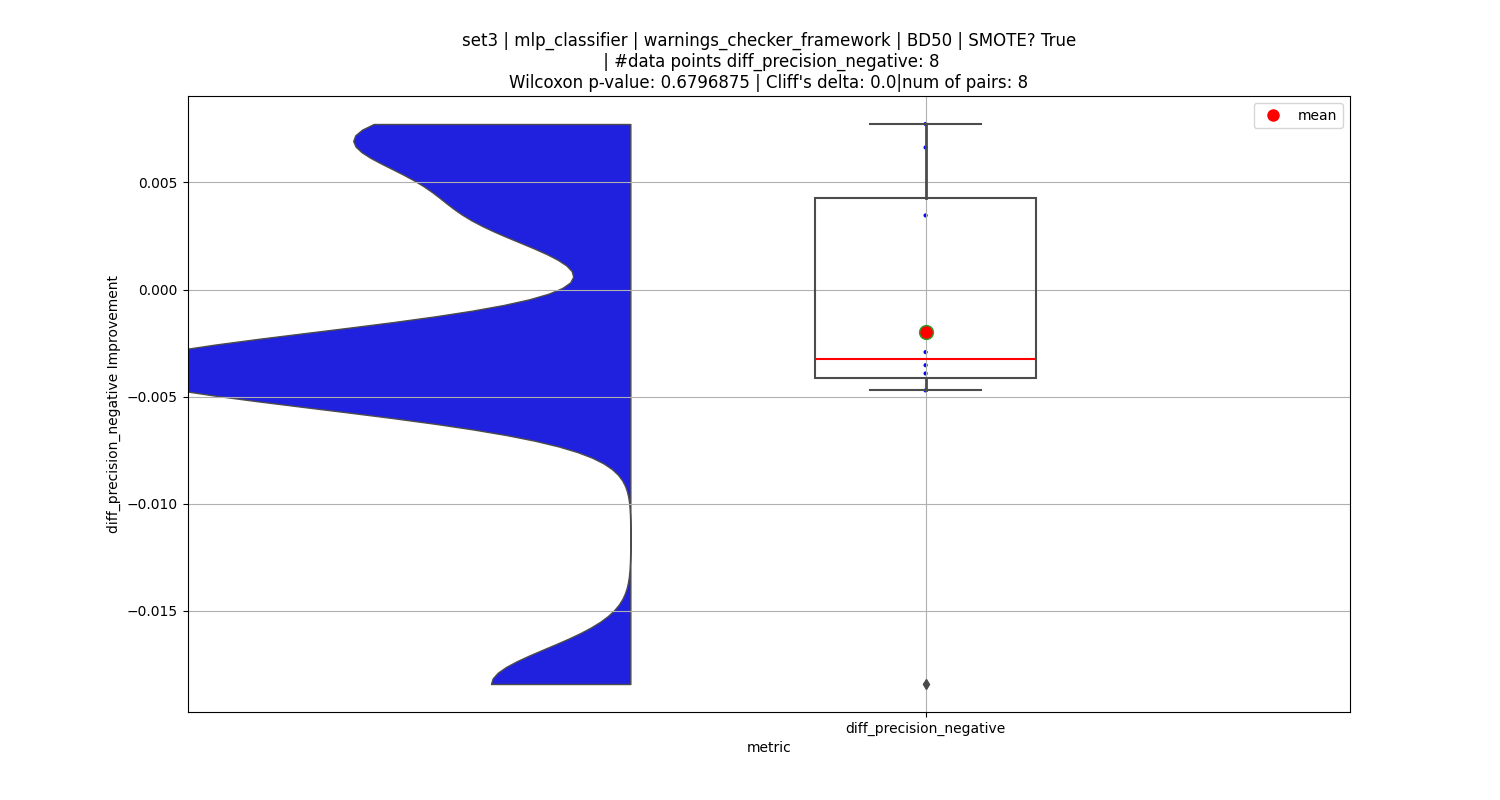 set3 | mlp_classifier | warnings_checker_framework | BD50 | SMOTE? True
| #data points diff_precision_negative: 8
Wilcoxon p-value: 0.6796875 | Cliff's delta: 0.0|num of pairs: 8
mean
0.005
0.000
−0.005
−0.010
−0.015
diff_precision_negative Improvement
diff_precision_negative
metric